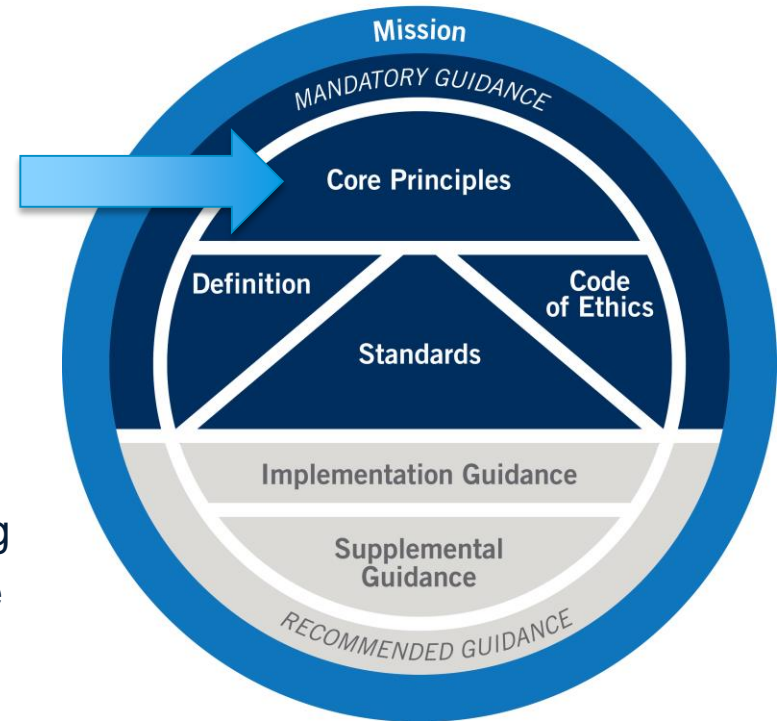 Mission
MANDATORY GUIDANCE
Core Principles
Definition
Code
of Ethics
Standards
Implementation Guidance
Supplemental
Guidance
RECOMMENDED GUIDANCE